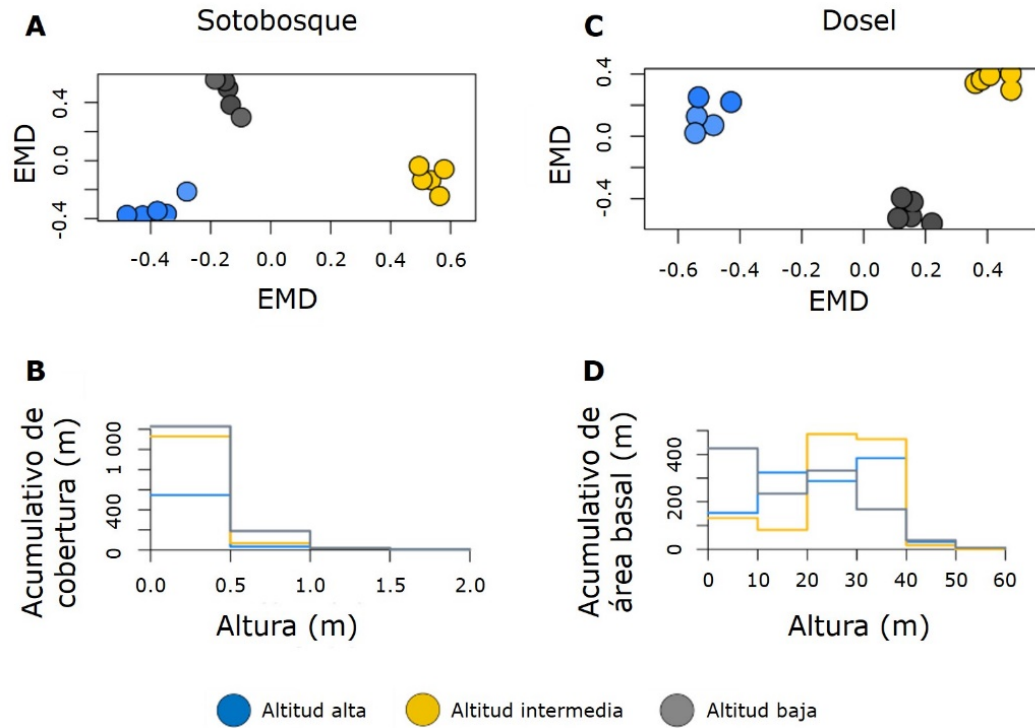 A Sotobosque
EMD
0.4
0.0
-0.4
-0.4 -0.2 0.0 0.2 0.4 0.6
EMD
C Dosel
EMD
0.4
0.0
-0.4
-0.6 -0.4 -0.2 0.0 0.2 0.4
EMD
B
Acumulativo de
cobertura (m)
1 000
400
0
0.0 0.5 1.0 1.5 2.0
Altura (m)
D
Acumulativo de
área basal (m)
400
200
0
0 10 20 30 40 50 60
Altura (m)
Altitud alta Altitud intermedia Altitud baja